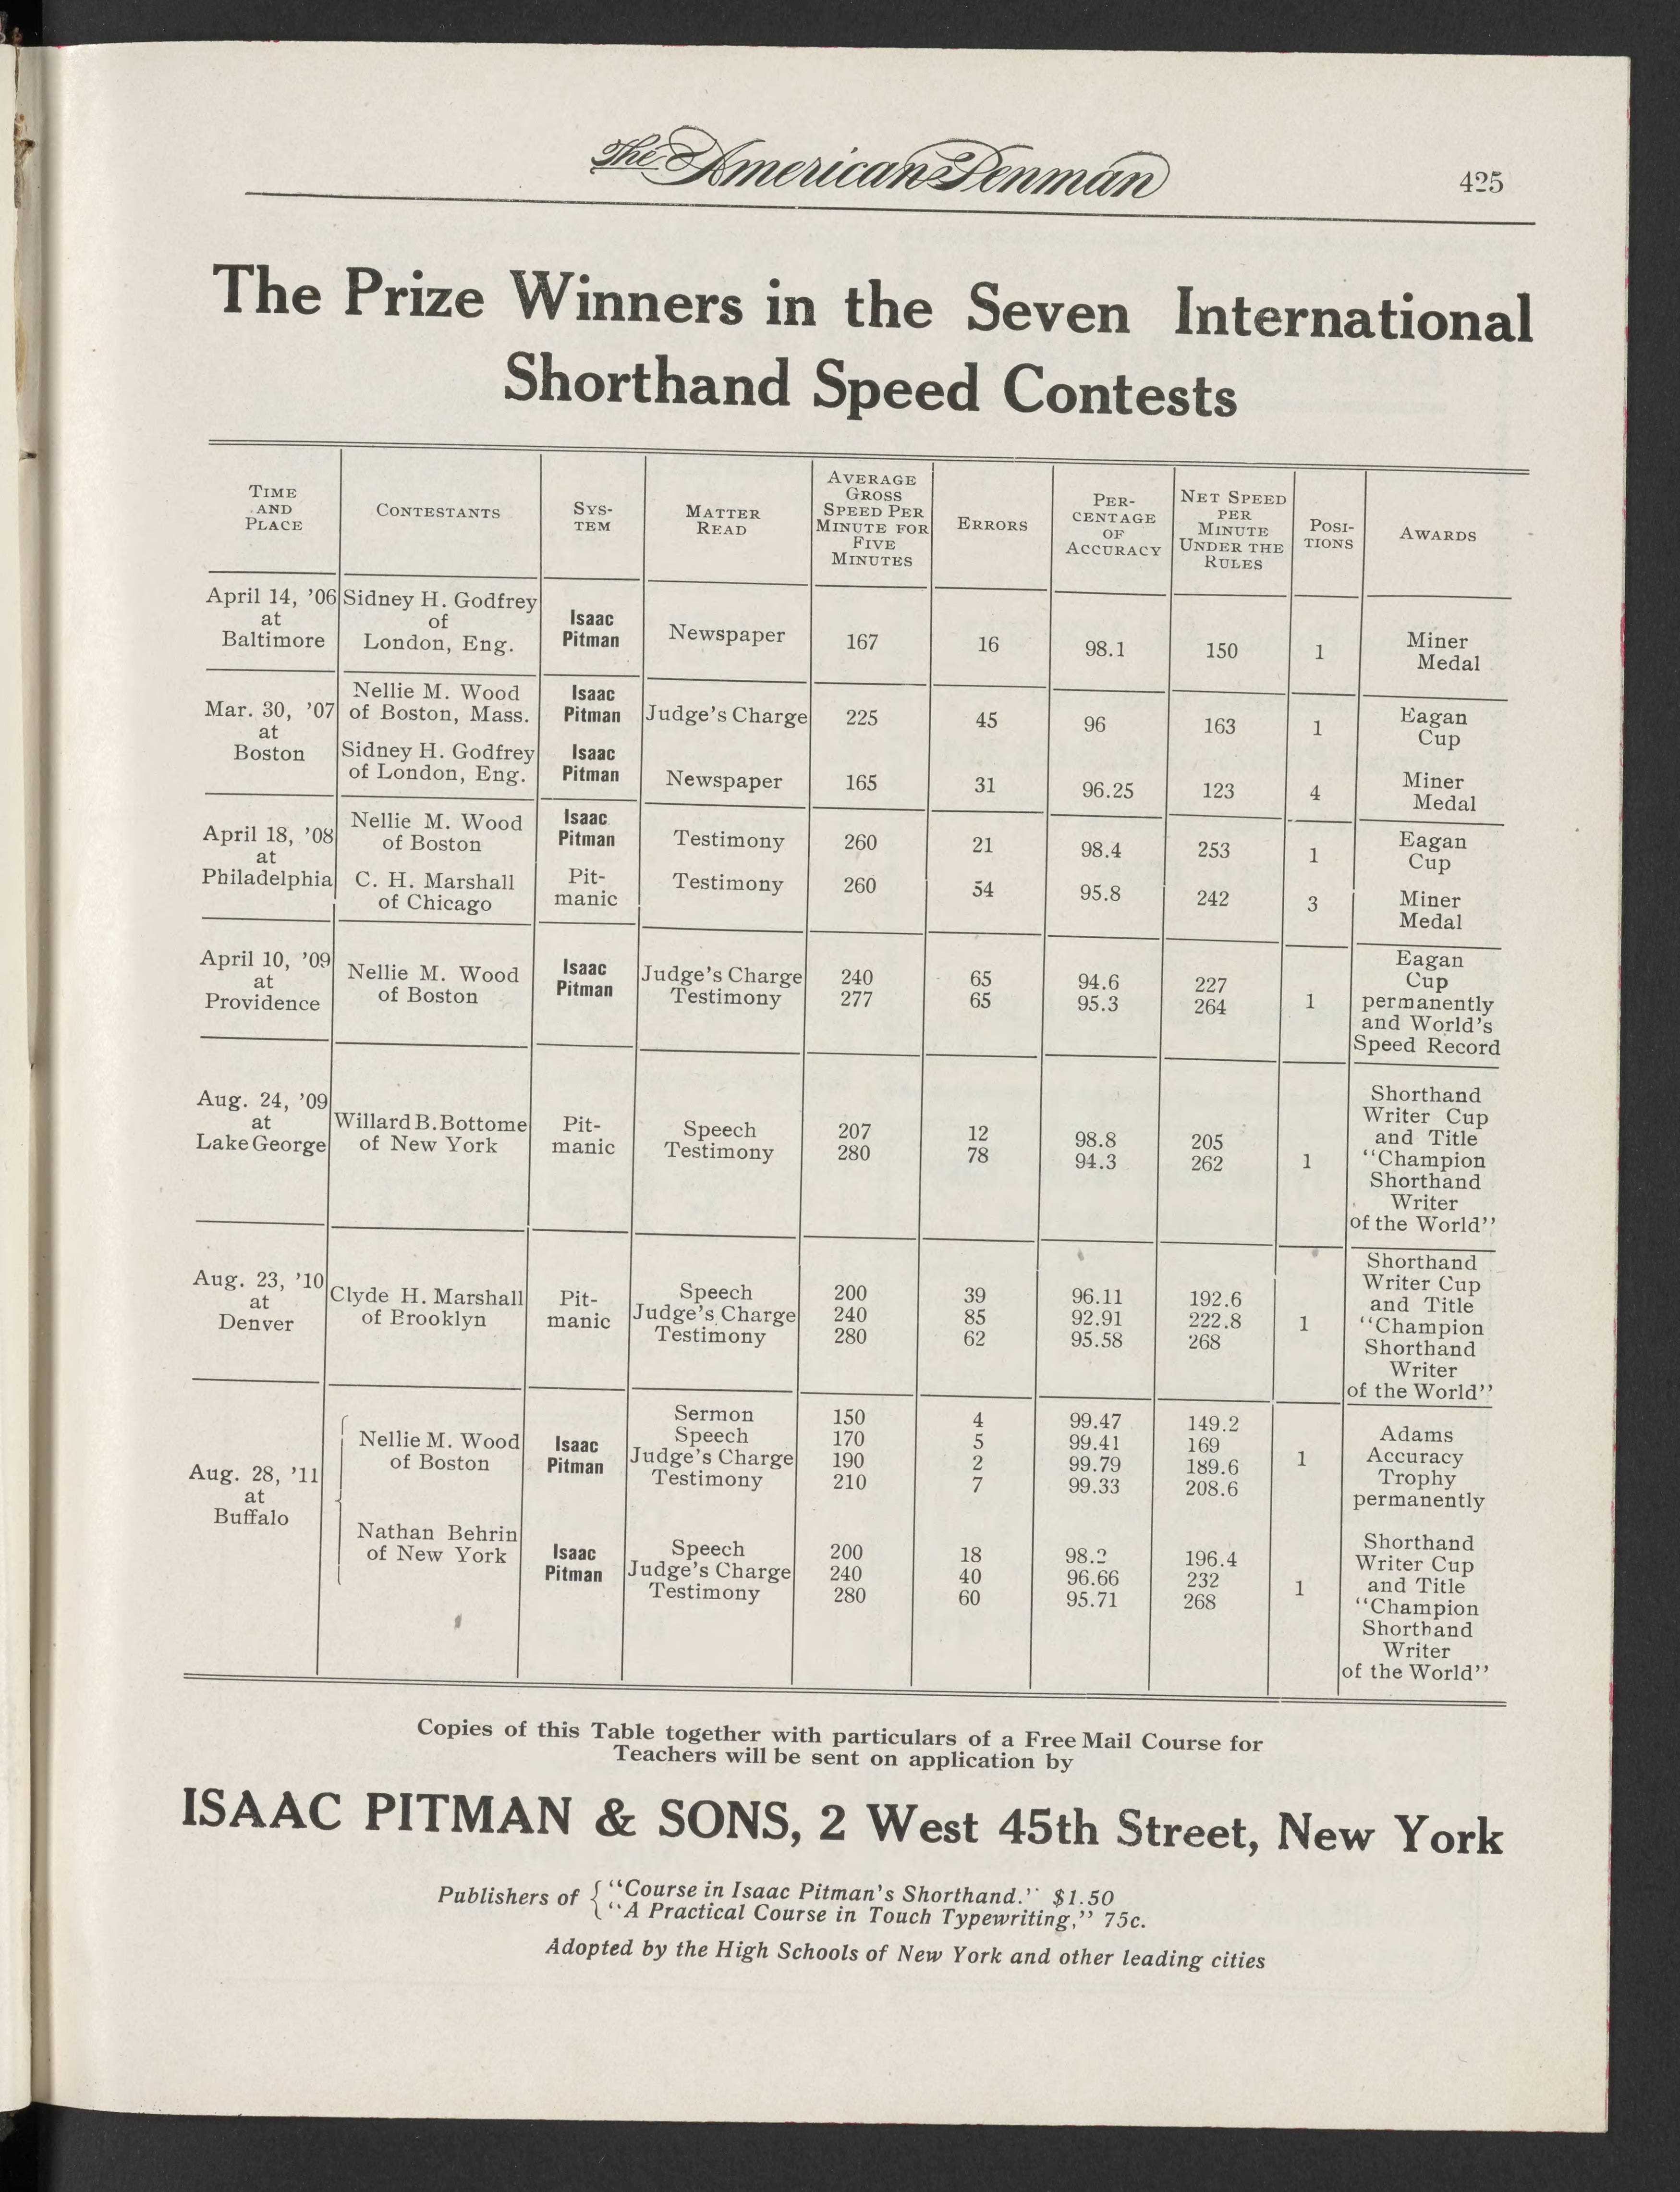 The American Penman
425
The Prize Winners in the Seven International
Shorthand Speed Contests
TIME AND PLACE | CONTESTANTS | SYS-TEM | MATTER READ | AVERAGE GROSS SPEED PER MINUTE FOR FIVE MINUTES | ERRORS | PER-CENTAGE OF ACCURACY | NET SPEED PER MINUTE UNDER THE RULES | POSI-TIONS | AWARDS
April 14, '06 at Baltimore | Sidney H. Godfrey of London, Eng. | Isaac Pitman | Newspaper | 167 | 16 | 98.1 | 150 | 1 | Miner Medal
Mar. 30, '07 at Boston | Nellie M. Wood of Boston, Mass. | Isaac Pitman | Judge's Charge | 225 | 45 | 96 | 163 | 1 | Eagan Cup
Sidney H. Godfrey of London, Eng. | Isaac Pitman | Newspaper | 165 | 31 | 96.25 | 123 | 4 | Miner Medal
April 18, '08 at Philadelphia | Nellie M. Wood of Boston | Isaac Pitman | Testimony | 260 | 21 | 98.4 | 253 | 1 | Eagan Cup
C. H. Marshall of Chicago | Pit-manic | Testimony | 260 | 54 | 95.8 | 242 | 3 | Miner Medal
April 10, '09 at Providence | Nellie M. Wood of Boston | Isaac Pitman | Judge's Charge | 240 | 65 | 94.6 | 227
Testimony | 277 | 65 | 95.3 | 264 | 1 | Eagan Cup permanently and World's Speed Record
Aug. 24, '09 at Lake George | Willard B. Bottome of New York | Pit-manic | Speech | 207 | 12 | 98.8 | 205
Testimony | 280 | 78 | 94.3 | 262 | 1 | Shorthand Writer Cup and Title "Champion Shorthand Writer of the World"
Aug. 23, '10 at Denver | Clyde H. Marshall of Brooklyn | Pit-manic | Speech | 200 | 39 | 96.11 | 192.6
Judge's Charge | 240 | 85 | 92.91 | 222.8 | 1
Testimony | 280 | 62 | 95.58 | 268 | Shorthand Writer Cup and Title "Champion Shorthand Writer of the World"
Aug. 28, '11 at Buffalo | Nellie M. Wood of Boston | Isaac Pitman | Sermon | 150 | 4 | 99.47 | 149.2
Speech | 170 | 5 | 99.41 | 169
Judge's Charge | 190 | 2 | 99.79 | 189.6 | 1
Testimony | 210 | 7 | 99.33 | 208.6 | Adams Accuracy Trophy permanently
Nathan Behrin of New York | Isaac Pitman | Speech | 200 | 18 | 98.2 | 196.4
Judge's Charge | 240 | 40 | 96.66 | 232
Testimony | 280 | 60 | 95.71 | 268 | 1 | Shorthand Writer Cup and Title "Champion Shorthand Writer of the World"
Copies of this Table together with particulars of a Free Mail Course for
Teachers will be sent on application by
ISAAC PITMAN & SONS, 2 West 45th Street, New York
Publishers of { "Course in Isaac Pitman's Shorthand." $1.50
"A Practical Course in Touch Typewriting," 75c.
Adopted by the High Schools of New York and other leading cities